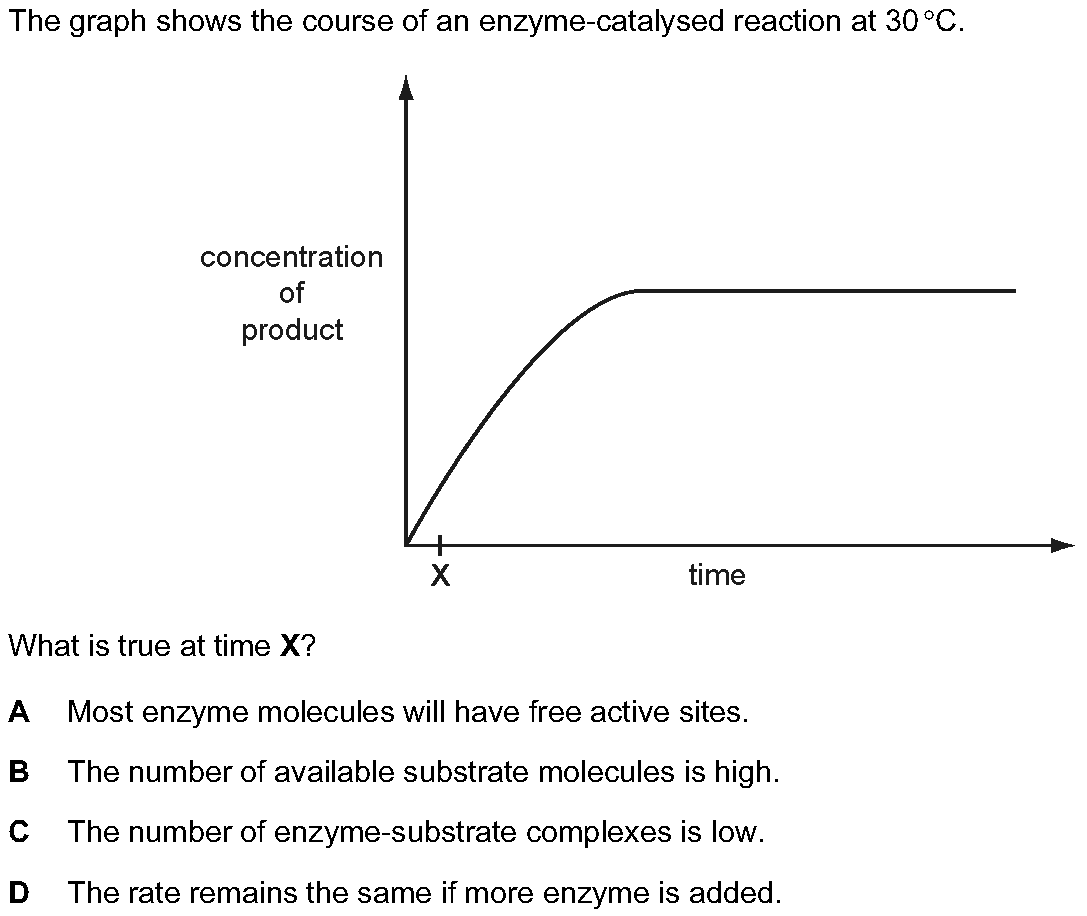 The graph shows the course of an enzyme-catalysed reaction at 30 °C.
concentration
of
product
X
time
What is true at time X?
A Most enzyme molecules will have free active sites.
B The number of available substrate molecules is high.
C The number of enzyme-substrate complexes is low.
D The rate remains the same if more enzyme is added.